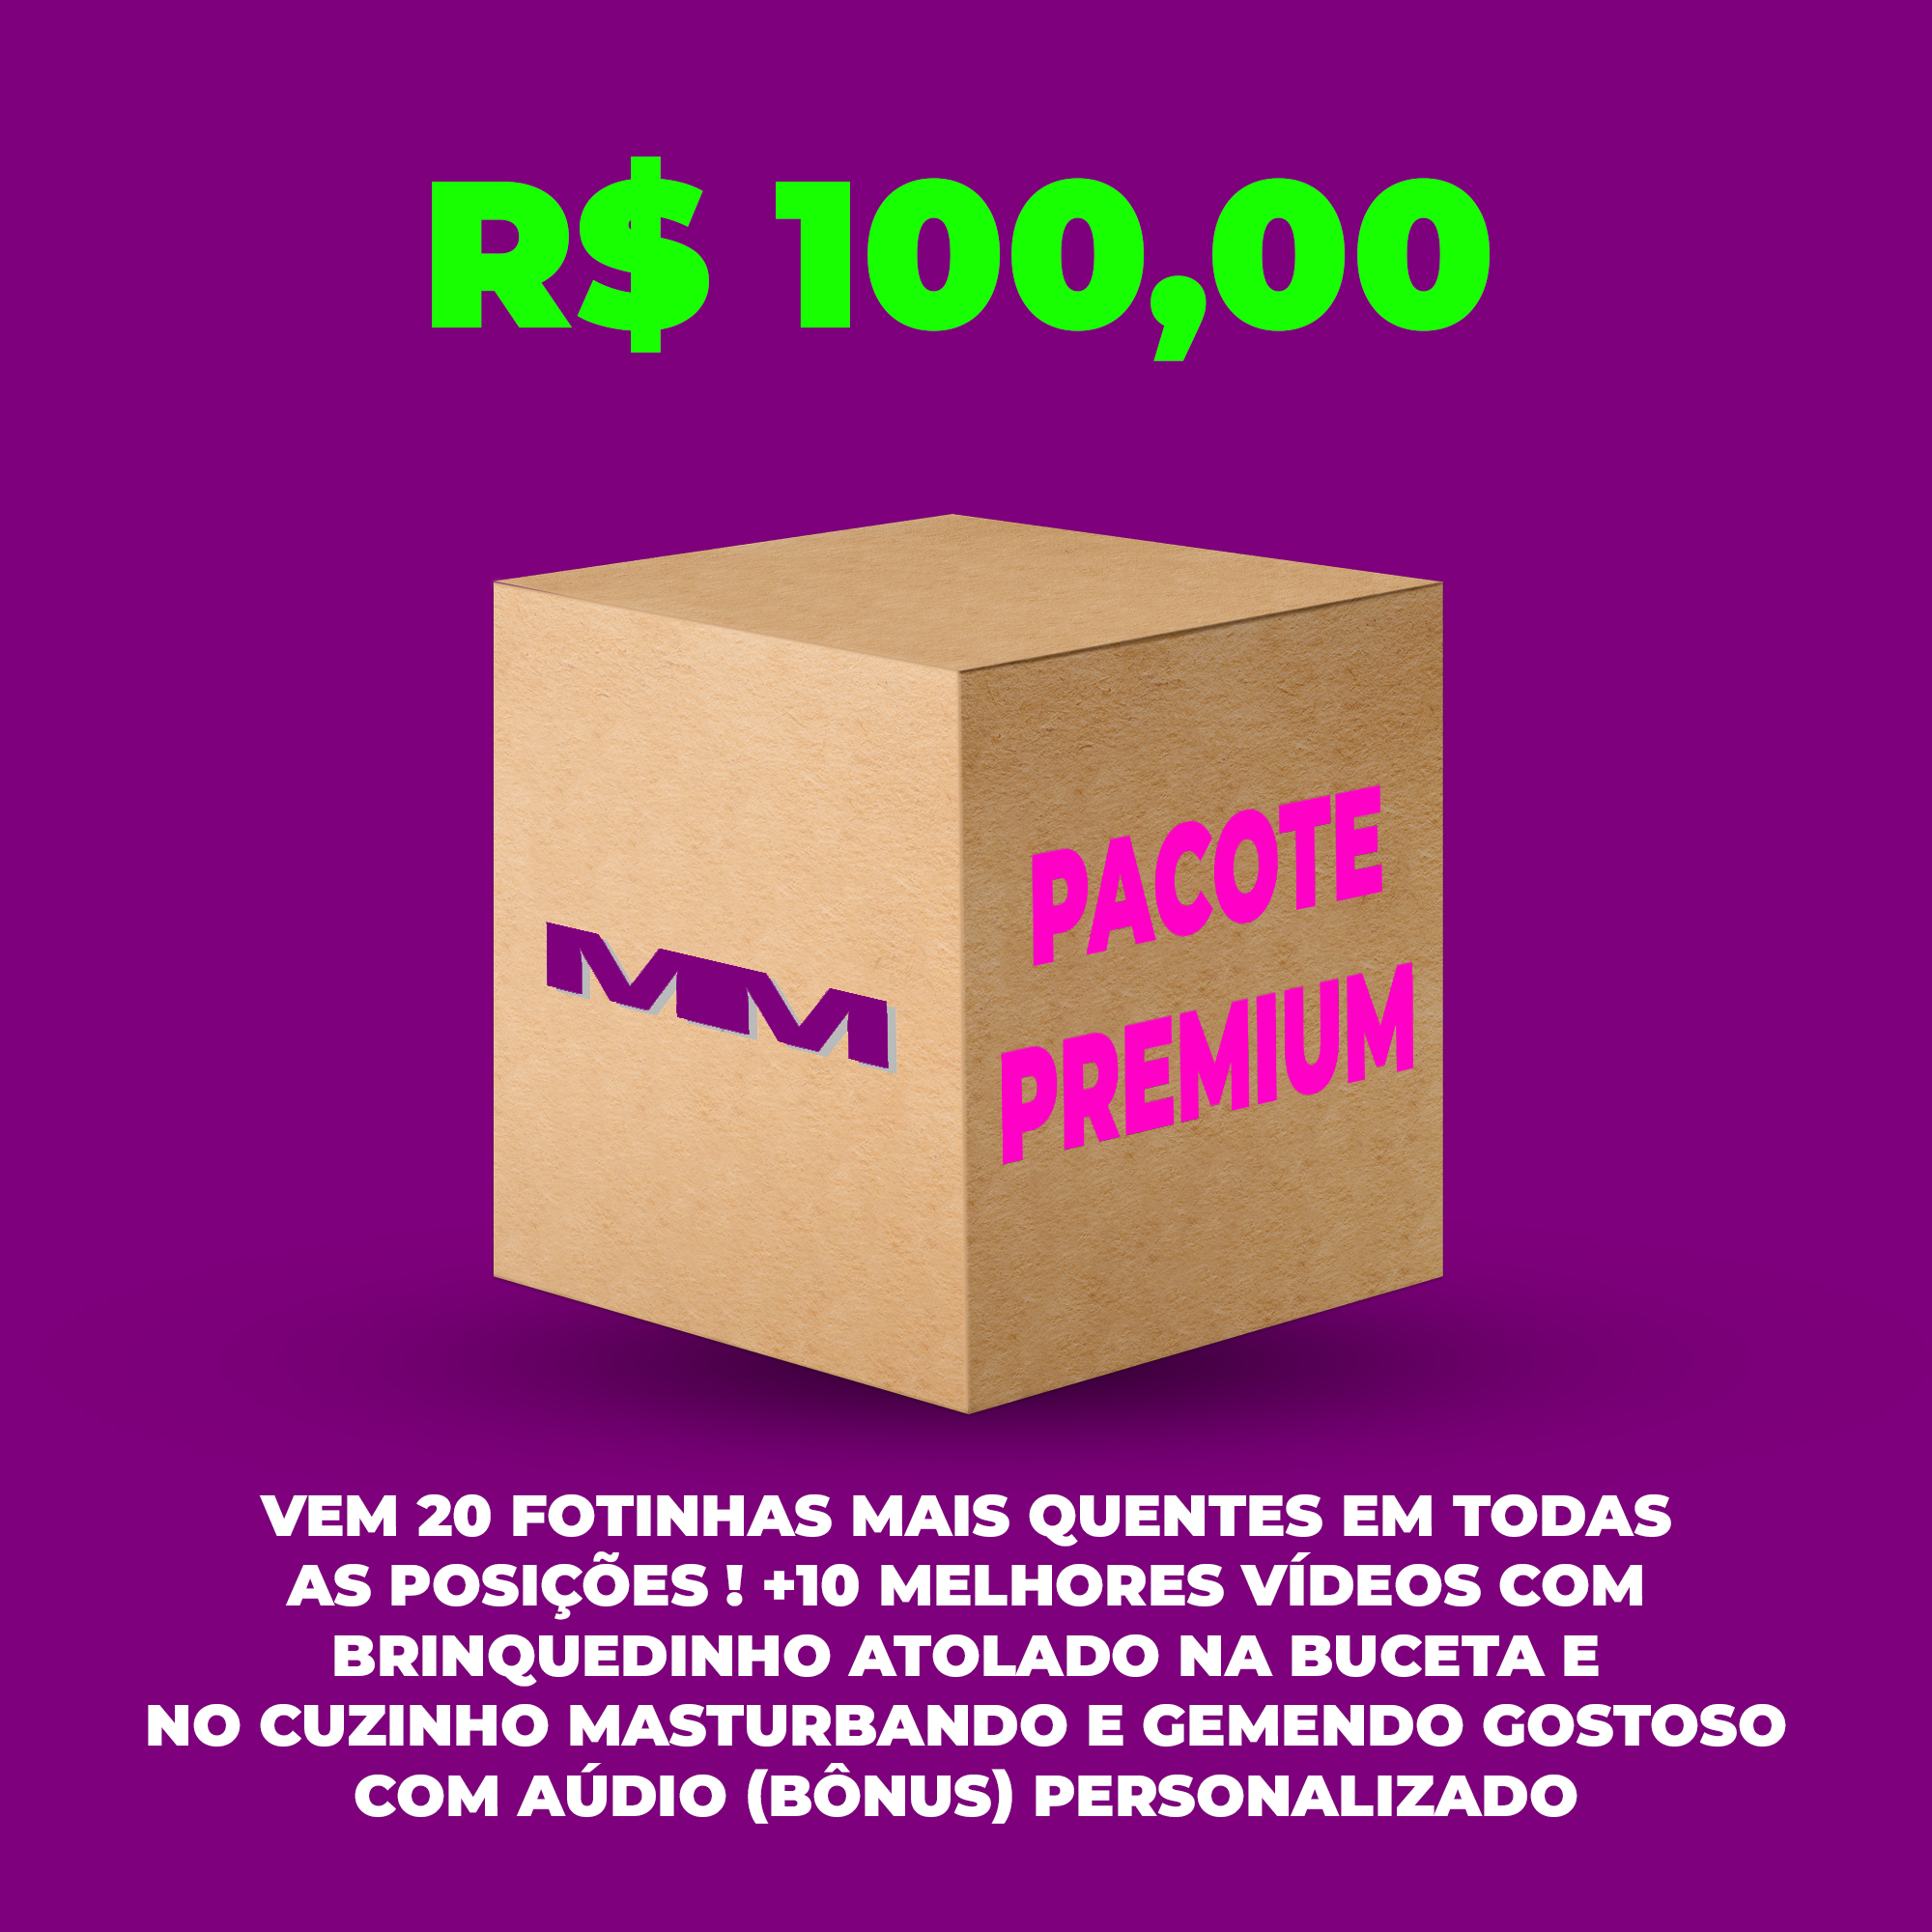 R$ 100,00
MM
PACOTE
PREMIUM
VEM 20 FOTINHAS MAIS QUENTES EM TODAS
AS POSIÇÕES ! +10 MELHORES VÍDEOS COM
BRINQUEDINHO ATOLADO NA BUCETA E
NO CUZINHO MASTURBANDO E GEMENDO GOSTOSO
COM AÚDIO (BÔNUS) PERSONALIZADO